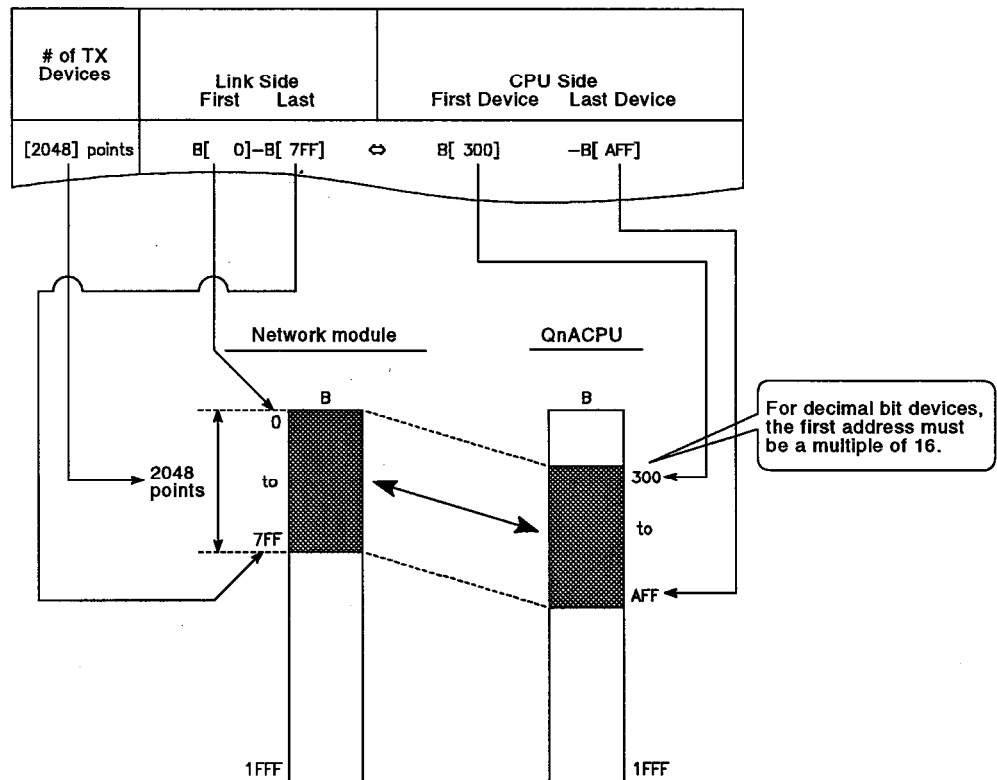 # of TX
Devices
Link Side
First Last
CPU Side
First Device Last Device
[2048] points B[ 0]–B[ 7FF] ⇔ B[ 300] –B[ AFF]
Network module
QnACPU
B
B
0
to
7FF
1FFF
2048
points
300
to
AFF
1FFF
For decimal bit devices,
the first address must
be a multiple of 16.